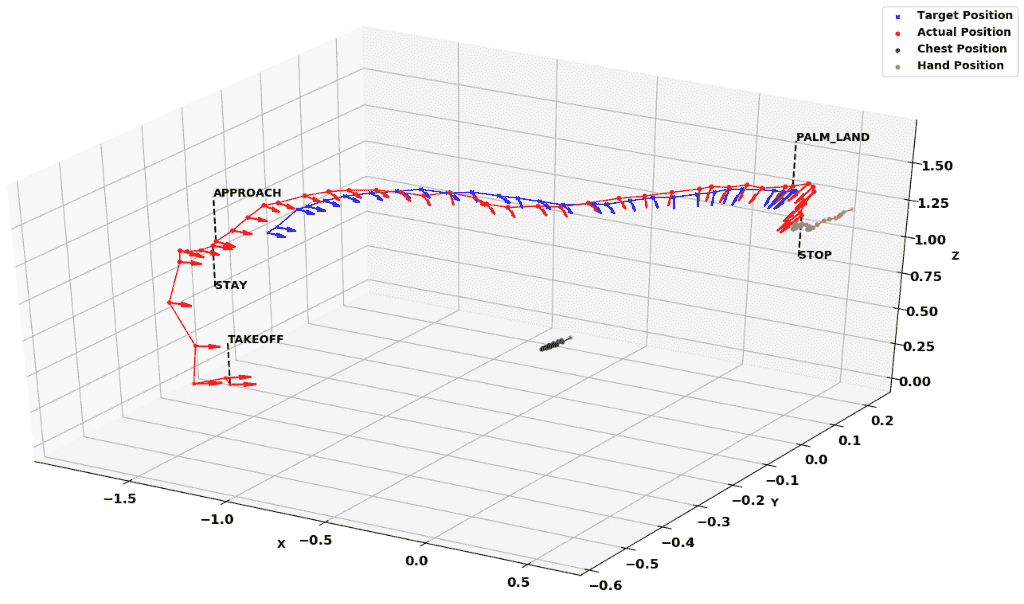 Target Position
Actual Position
Chest Position
Hand Position
PALM_LAND
APPROACH
STOP
STAY
TAKEOFF
1.50
1.25
1.00
Z
0.75
0.50
0.25
0.00
0.2
0.1
0.0
−0.1
−0.2
Y
−0.3
−0.4
−0.5
−0.6
−1.5
−1.0
X
−0.5
0.0
0.5